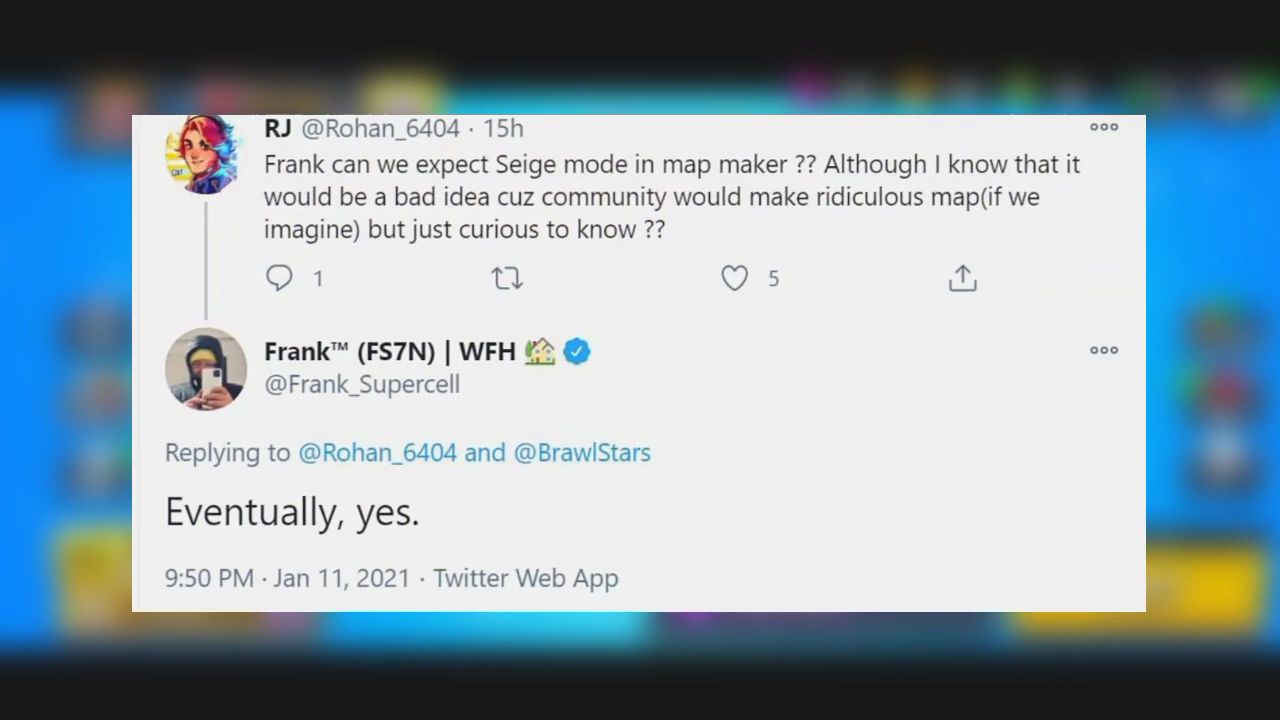 RJ @Rohan_6404 · 15h
Frank can we expect Seige mode in map maker ?? Although I know that it
would be a bad idea cuz community would make ridiculous map(if we
imagine) but just curious to know ??
1 5
Frank™ (FS7N) | WFH 🏡
@Frank_Supercell
Replying to @Rohan_6404 and @BrawlStars
Eventually, yes.
9:50 PM · Jan 11, 2021 · Twitter Web App